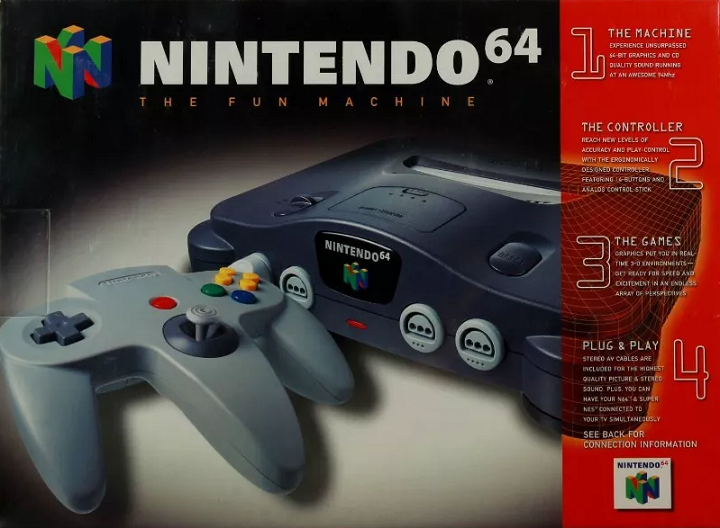 NINTENDO64
®
THE FUN MACHINE
NINTENDO64
1
THE MACHINE
EXPERIENCE UNSURPASSED
64-BIT GRAPHICS AND CD
QUALITY SOUND RUNNING
AT AN AWESOME 94Mhz
2
THE CONTROLLER
REACH NEW LEVELS OF
ACCURACY AND PLAY-CONTROL
WITH THE ERGONOMICALLY
DESIGNED CONTROLLER
FEATURING 14-BUTTONS AND
ANALOG CONTROL STICK
3
THE GAMES
GRAPHICS PUT YOU IN REAL-
TIME 3-D ENVIRONMENTS—
GET READY FOR SPEED AND
EXCITEMENT IN AN ENDLESS
ARRAY OF PERSPECTIVES
4
PLUG & PLAY
STEREO AV CABLES ARE
INCLUDED FOR THE HIGHEST
QUALITY PICTURE & STEREO
SOUND. PLUS, YOU CAN
HAVE YOUR N64 & SUPER
NES CONNECTED TO
YOUR TV SIMULTANEOUSLY
SEE BACK FOR
CONNECTION INFORMATION
NINTENDO64